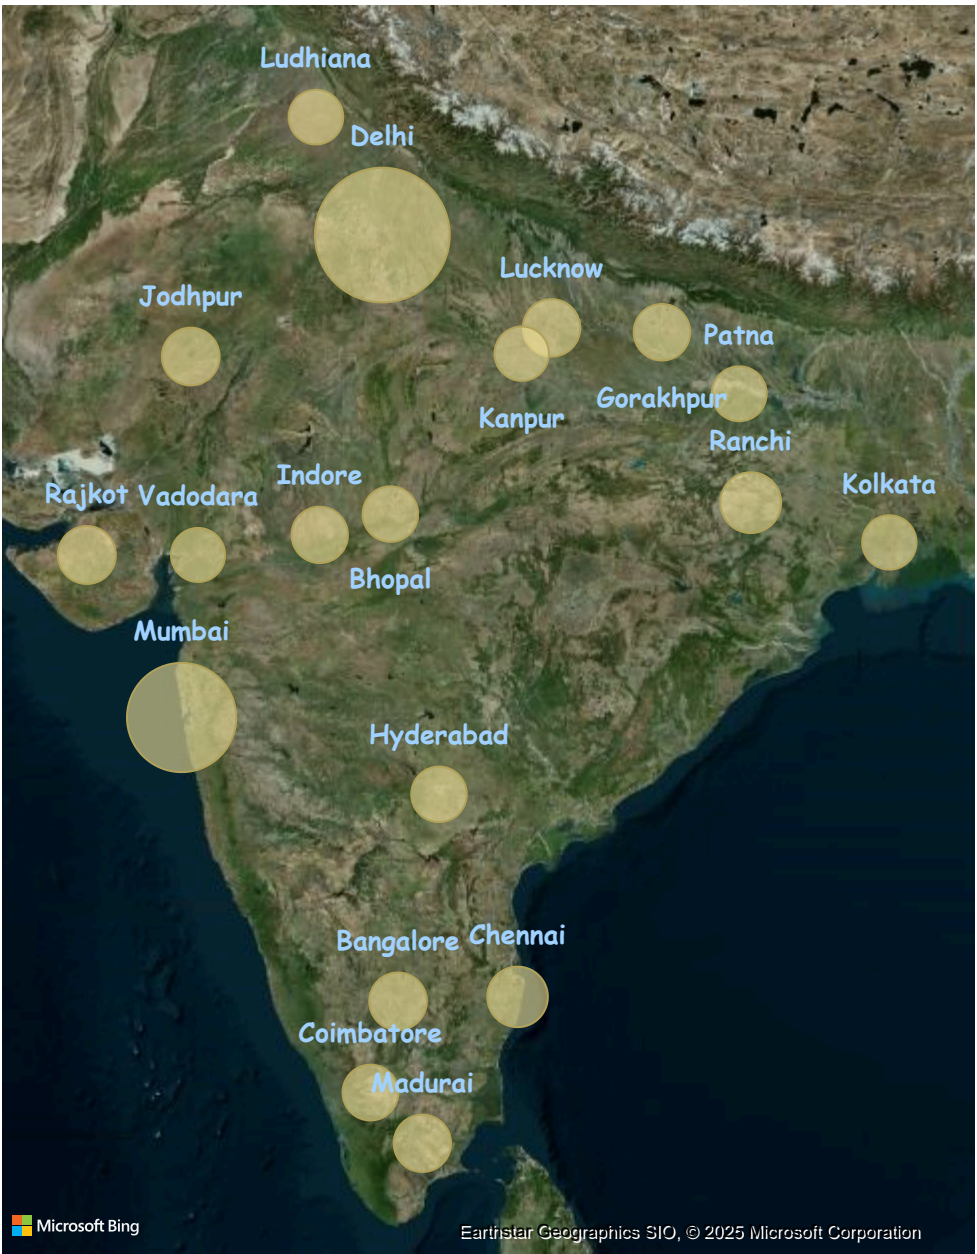 Ludhiana
Delhi
Lucknow
Jodhpur
Patna
Gorakhpur
Kanpur
Ranchi
Indore
Kolkata
Rajkot
Vadodara
Bhopal
Mumbai
Hyderabad
Chennai
Bangalore
Coimbatore
Madurai
Microsoft Bing
Earthstar Geographics SIO, © 2025 Microsoft Corporation